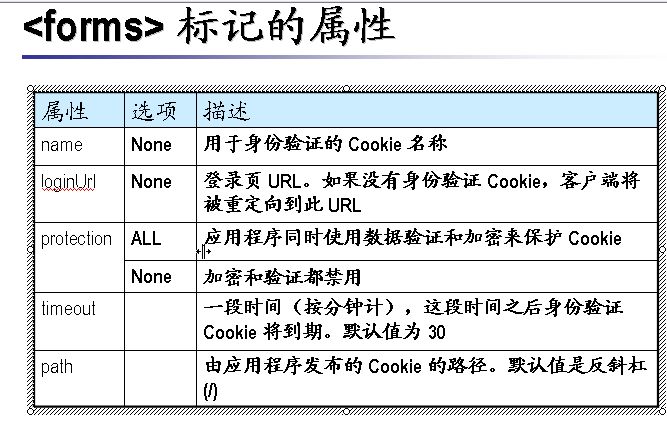 <forms> 标记的属性
属性 选项 描述
name None 用于身份验证的 Cookie 名称
loginUrl None 登录页 URL。如果没有身份验证 Cookie，客户端将
被重定向到此 URL
protection ALL 应用程序同时使用数据验证和加密来保护 Cookie
None 加密和验证都禁用
timeout 一段时间（按分钟计），这段时间之后身份验证
Cookie 将到期。默认值为 30
path 由应用程序发布的 Cookie 的路径。默认值是反斜杠
(/)